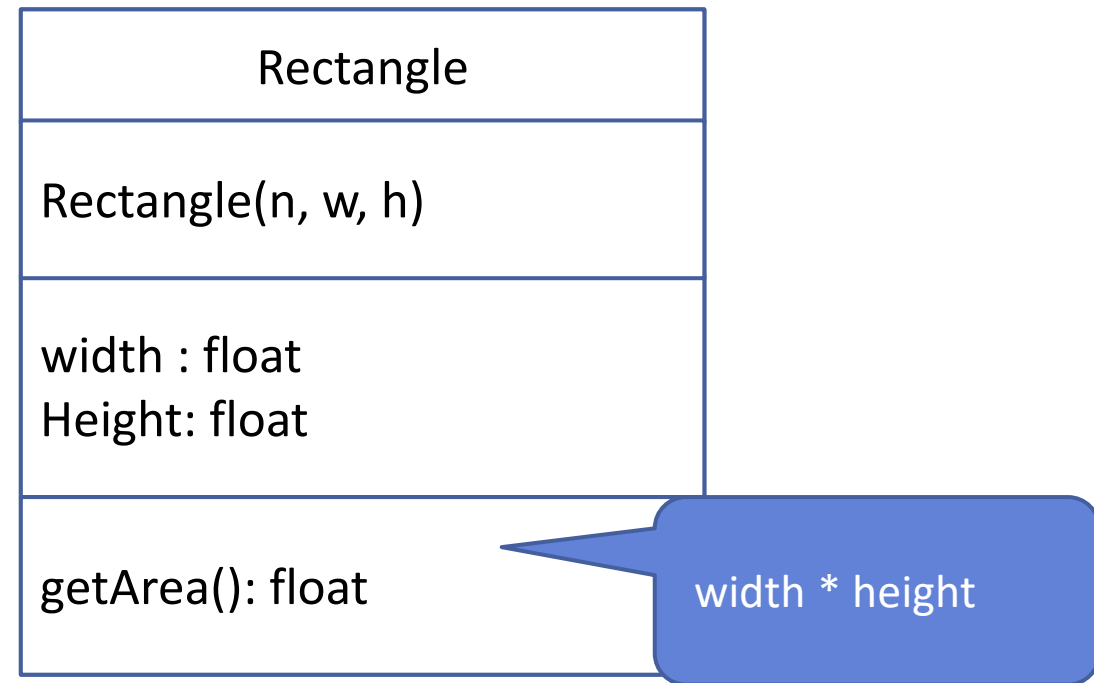 Rectangle
Rectangle(n, w, h)
width : float
Height: float
getArea(): float
width * height